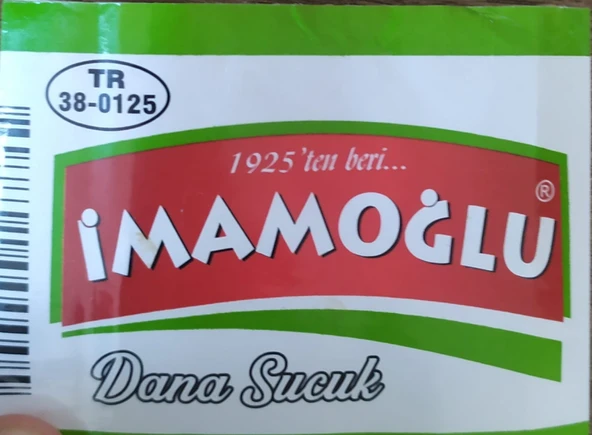 TR
38-0125
1925'ten beri...
İMAMOĞLU®
Dana Sucuk